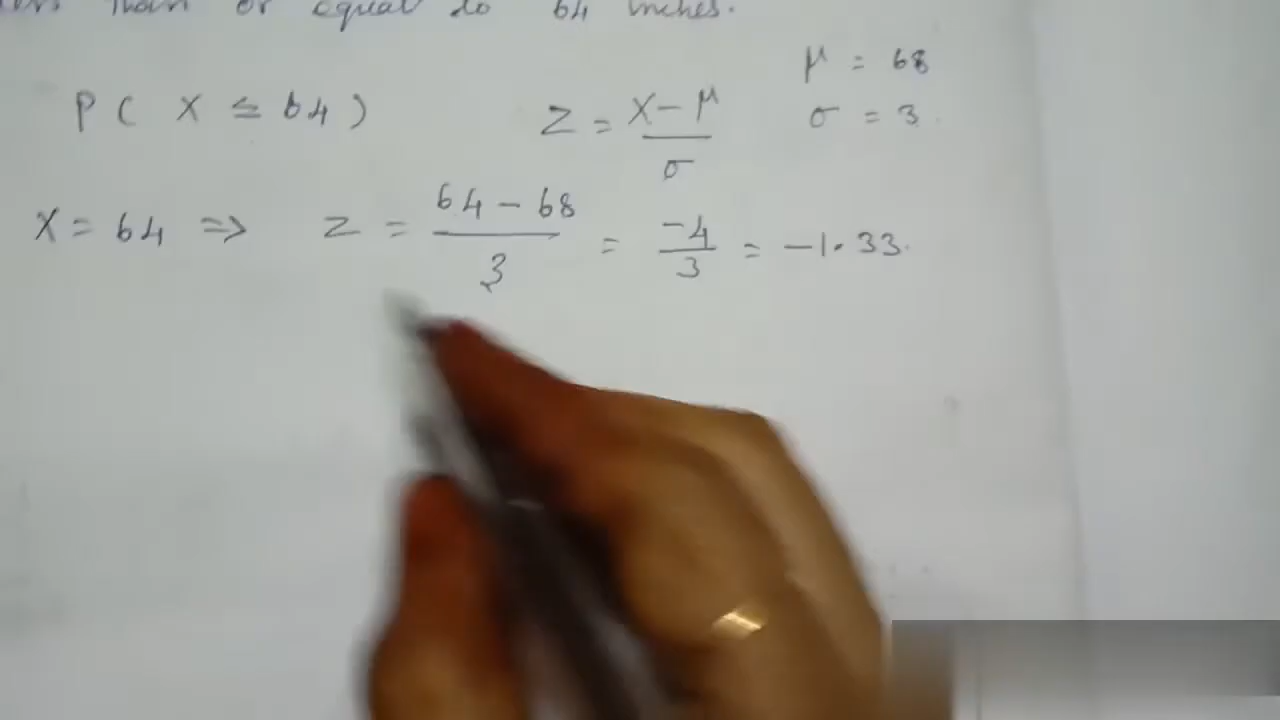 than or equal to 64 inches.
μ = 68
P ( X ≤ 64 )
Z = X - μ / σ
σ = 3
X = 64 ⇒ Z = 64 - 68 / 3 = -4 / 3 = -1.33